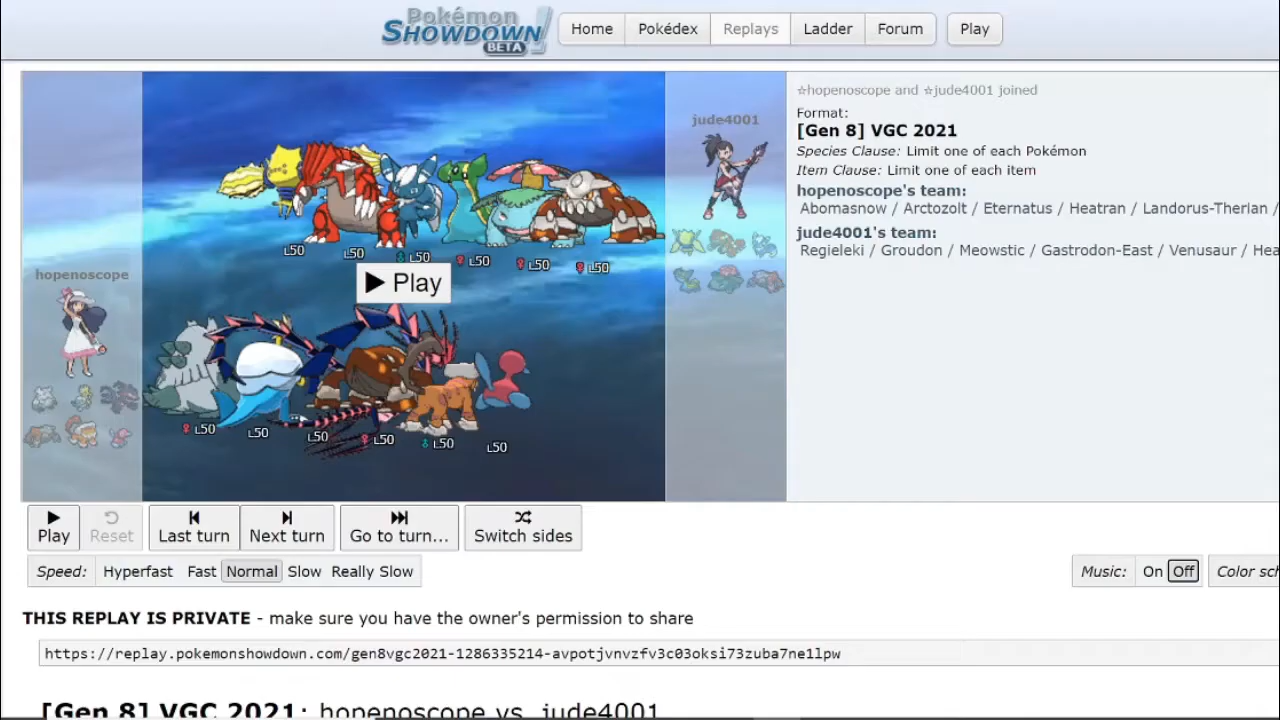 Pokémon
SHOWDOWN!
BETA
Home
Pokédex
Replays
Ladder
Forum
Play
hopenoscope
jude4001
L50
L50
L50
L50
L50
L50
Play
L50
L50
L50
L50
L50
L50
☆hopenoscope and ☆jude4001 joined
Format:
[Gen 8] VGC 2021
Species Clause: Limit one of each Pokémon
Item Clause: Limit one of each item
hopenoscope's team:
Abomasnow / Arctozolt / Eternatus / Heatran / Landorus-Therian /
jude4001's team:
Regieleki / Groudon / Meowstic / Gastrodon-East / Venusaur / Hea
Play
Reset
Last turn
Next turn
Go to turn...
Switch sides
Speed: Hyperfast Fast Normal Slow Really Slow
Music: On Off
Color sch
THIS REPLAY IS PRIVATE - make sure you have the owner's permission to share
https://replay.pokemonshowdown.com/gen8vgc2021-1286335214-avpotjvnvzfv3c03oksi73zuba7ne1lpw
[Gen 8] VGC 2021: hopenoscope vs. jude4001